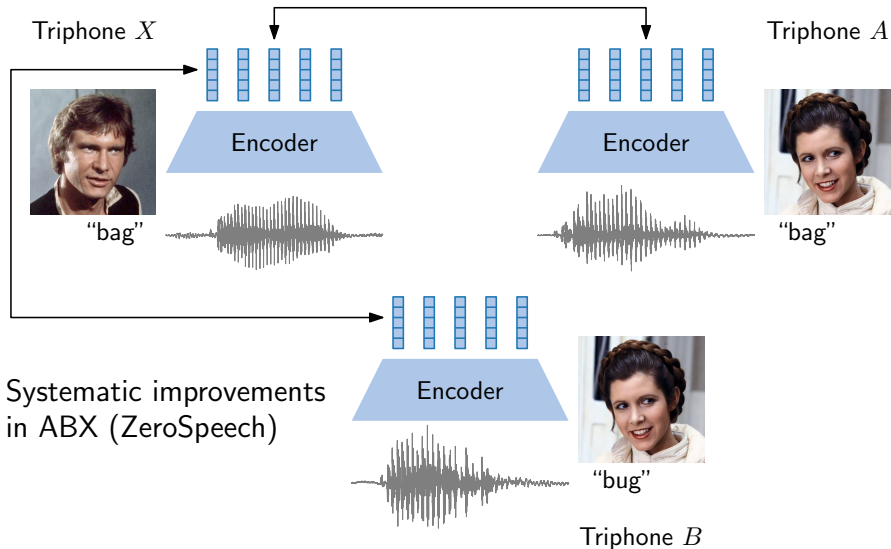 Triphone X
Triphone A
Encoder
Encoder
“bag”
“bag”
Encoder
Systematic improvements
in ABX (ZeroSpeech)
“bug”
Triphone B